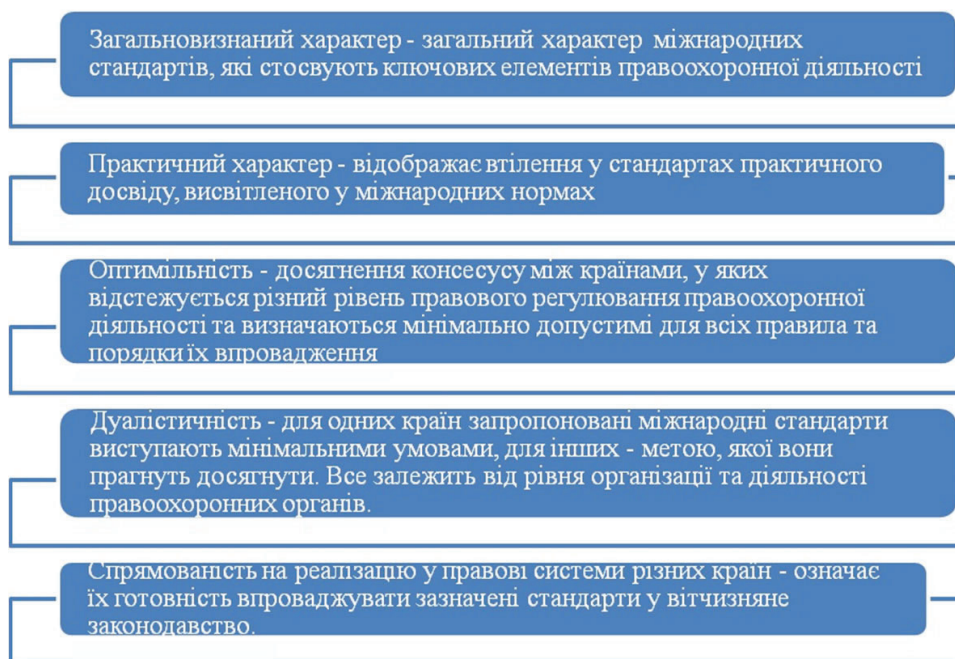 Загальновизнаний характер - загальний характер міжнародних
стандартів, які стосвують ключових елементів правоохоронної діяльності
Практичний характер - відображає втілення у стандартах практичного
досвіду, висвітленого у міжнародних нормах
Оптимільність - досягнення консесусу між країнами, у яких
відстежується різний рівень правового регулювання правоохоронної
діяльності та визначаються мінімально допустимі для всіх правила та
порядки їх впровадження
Дуалістичність - для одних країн запропоновані міжнародні стандарти
виступають мінімальними умовами, для інших - метою, якої вони
прагнуть досягнути. Все залежить від рівня організації та діяльності
правоохоронних органів.
Спрямованість на реалізацію у правові системи різних країн - означає
їх готовність впроваджувати зазначені стандарти у вітчизняне
законодавство.